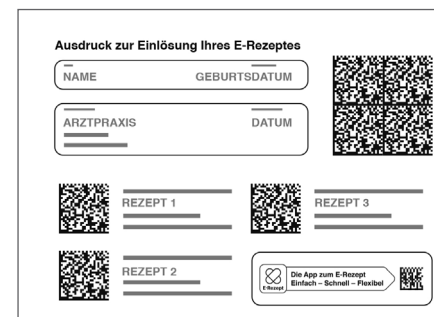 Ausdruck zur Einlösung Ihres E-Rezeptes
NAME GEBURTSDATUM
ARZTPRAXIS DATUM
REZEPT 1 REZEPT 3
REZEPT 2
E-Rezept
Die App zum E-Rezept
Einfach – Schnell – Flexibel